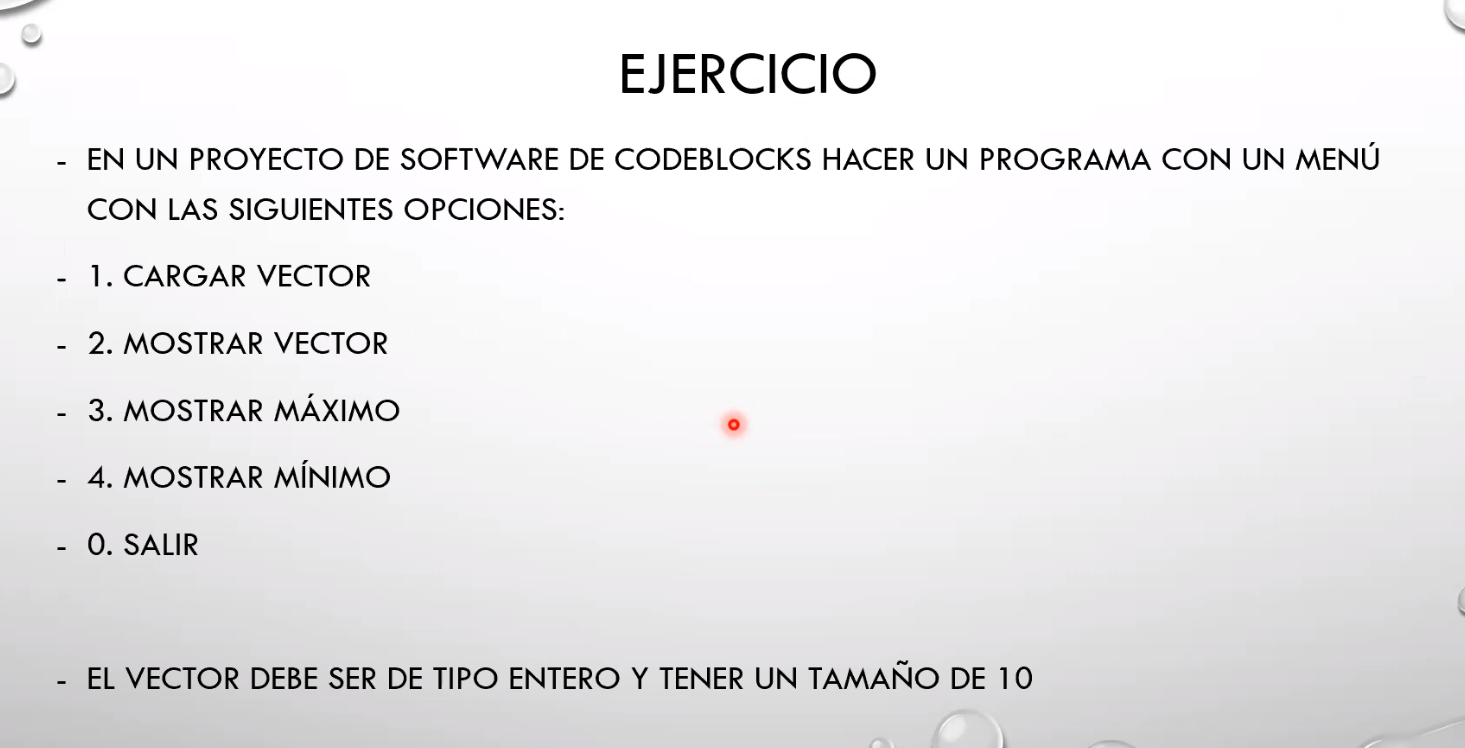 EJERCICIO
- EN UN PROYECTO DE SOFTWARE DE CODEBLOCKS HACER UN PROGRAMA CON UN MENÚ
CON LAS SIGUIENTES OPCIONES:
- 1. CARGAR VECTOR
- 2. MOSTRAR VECTOR
- 3. MOSTRAR MÁXIMO
- 4. MOSTRAR MÍNIMO
- 0. SALIR
- EL VECTOR DEBE SER DE TIPO ENTERO Y TENER UN TAMAÑO DE 10